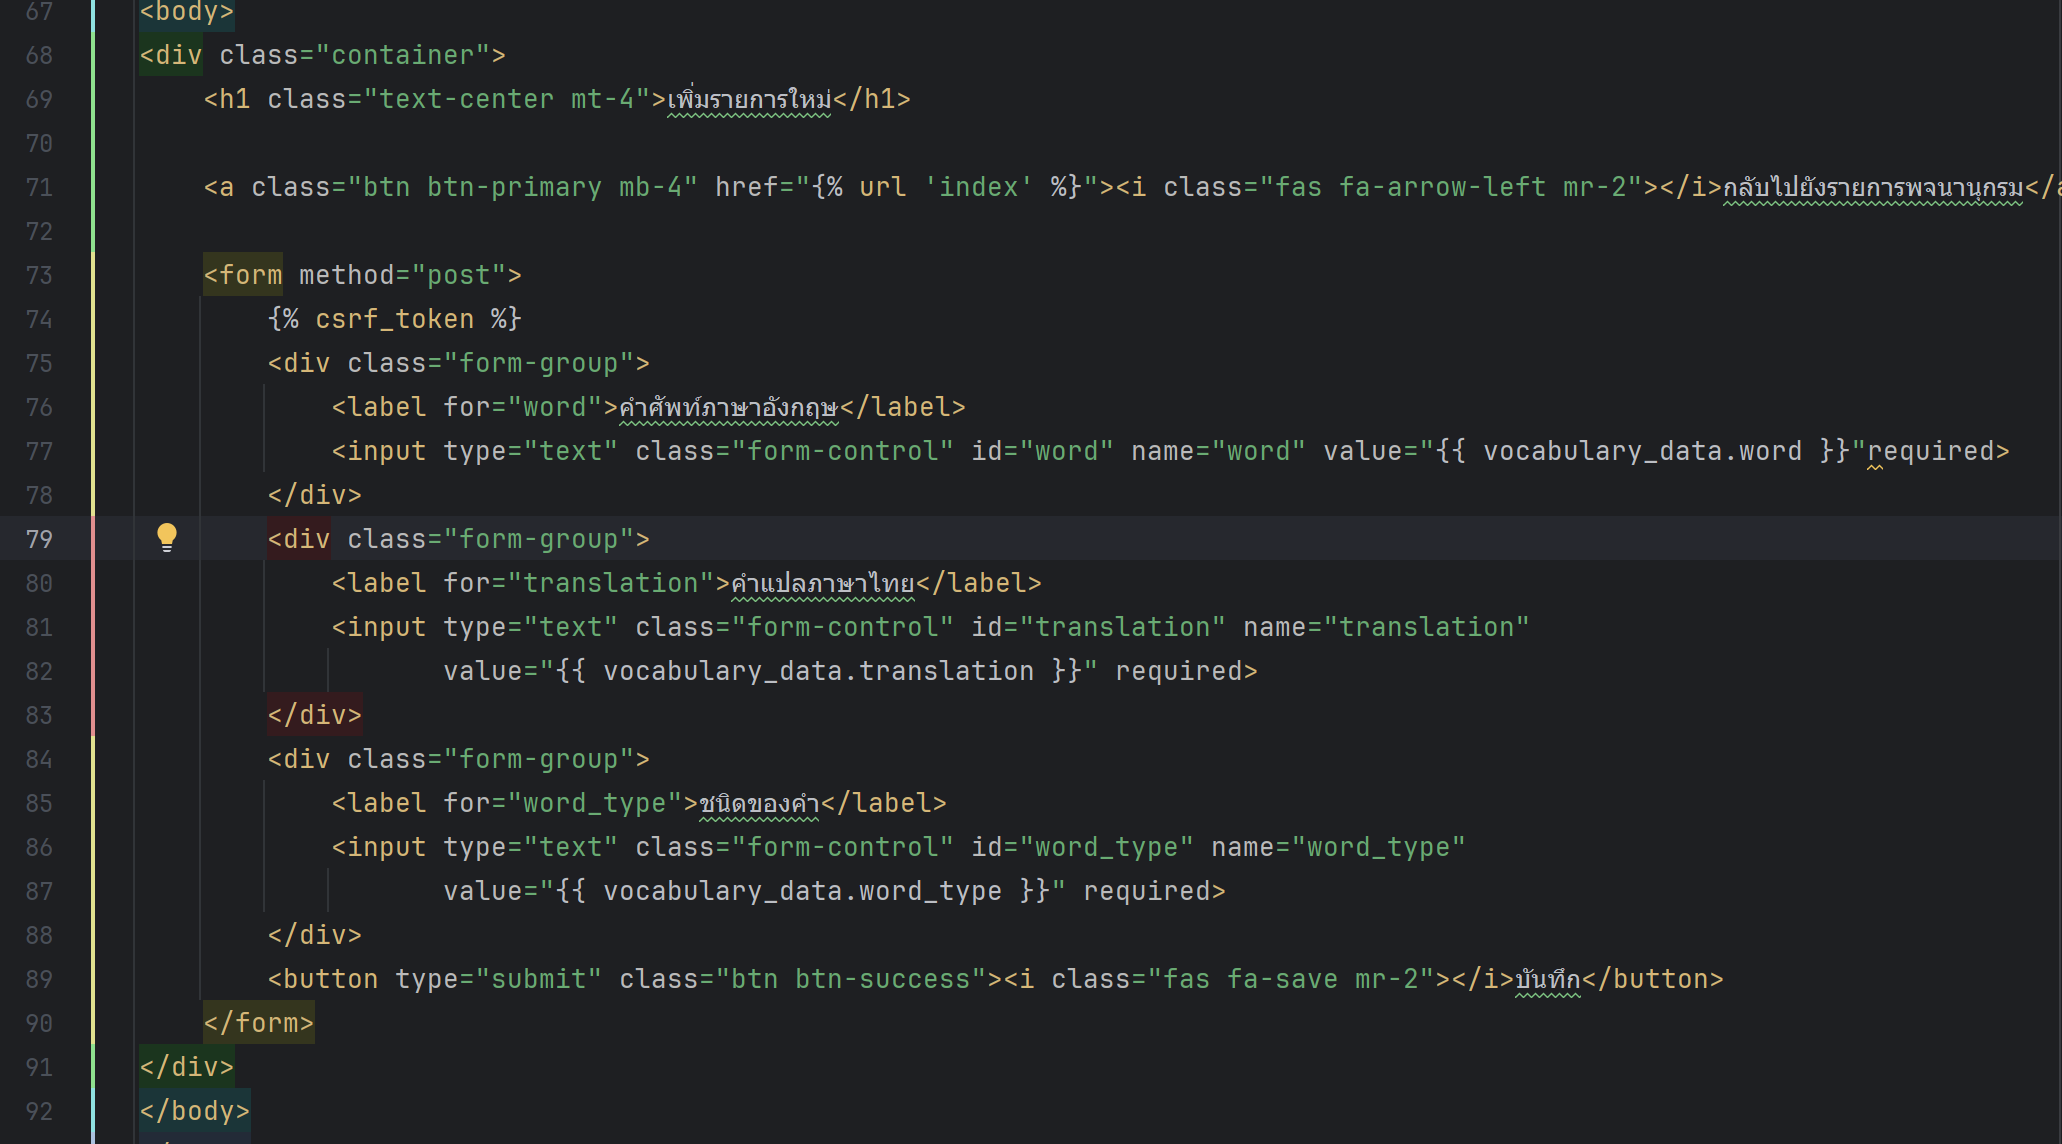 67 <body>
68 <div class="container">
69 <h1 class="text-center mt-4">เพิ่มรายการใหม่</h1>
70
71 <a class="btn btn-primary mb-4" href="{% url 'index' %}"><i class="fas fa-arrow-left mr-2"></i>กลับไปยังรายการพจนานุกรม</a
72
73 <form method="post">
74 {% csrf_token %}
75 <div class="form-group">
76 <label for="word">คำศัพท์ภาษาอังกฤษ</label>
77 <input type="text" class="form-control" id="word" name="word" value="{{ vocabulary_data.word }}"required>
78 </div>
79 <div class="form-group">
80 <label for="translation">คำแปลภาษาไทย</label>
81 <input type="text" class="form-control" id="translation" name="translation"
82 value="{{ vocabulary_data.translation }}" required>
83 </div>
84 <div class="form-group">
85 <label for="word_type">ชนิดของคำ</label>
86 <input type="text" class="form-control" id="word_type" name="word_type"
87 value="{{ vocabulary_data.word_type }}" required>
88 </div>
89 <button type="submit" class="btn btn-success"><i class="fas fa-save mr-2"></i>บันทึก</button>
90 </form>
91 </div>
92 </body>